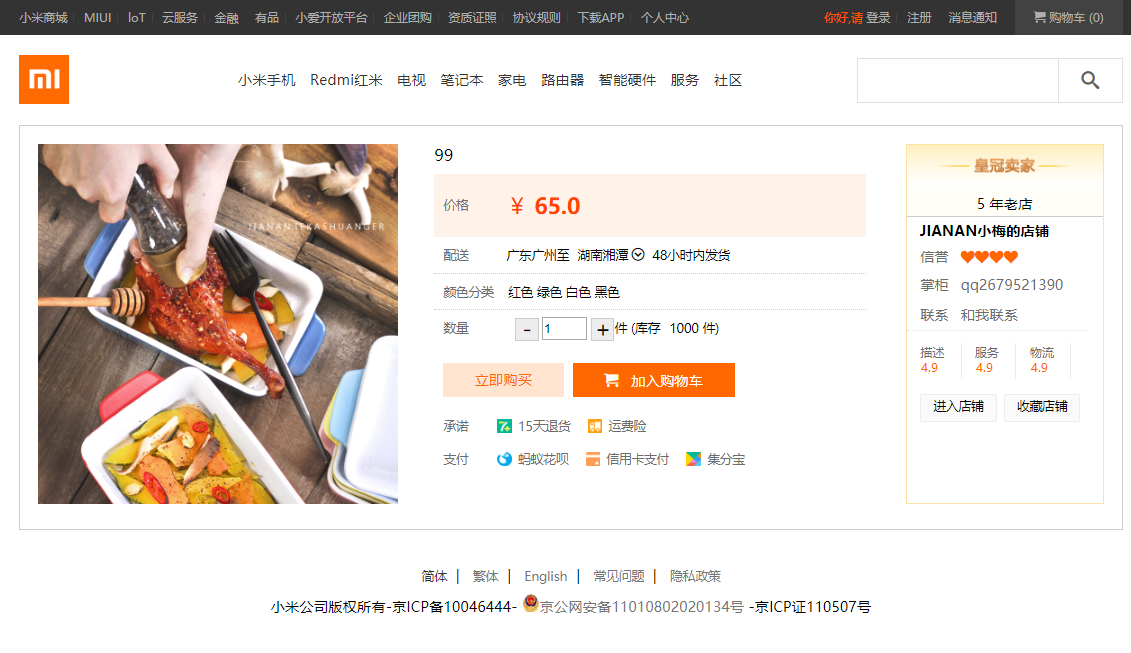 小米商城 MIUI loT 云服务 金融 有品 小爱开放平台 企业团购 资质证照 协议规则 下载APP 个人中心 你好,请 登录 注册 消息通知 购物车 (0)
小米手机 Redmi红米 电视 笔记本 家电 路由器 智能硬件 服务 社区
JIANANJIKASHUANGER
99
价格 ¥ 65.0
配送 广东广州至 湖南湘潭 48小时内发货
颜色分类 红色 绿色 白色 黑色
数量 - 1 + 件 (库存 1000 件)
立即购买 加入购物车
承诺 15天退货 运费险
支付 蚂蚁花呗 信用卡支付 集分宝
皇冠卖家
5 年老店
JIANAN小梅的店铺
信誉
掌柜 qq2679521390
联系 和我联系
描述 服务 物流
4.9 4.9 4.9
进入店铺 收藏店铺
简体 | 繁体 | English | 常见问题 | 隐私政策
小米公司版权所有-京ICP备10046444- 京公网安备11010802020134号 -京ICP证110507号